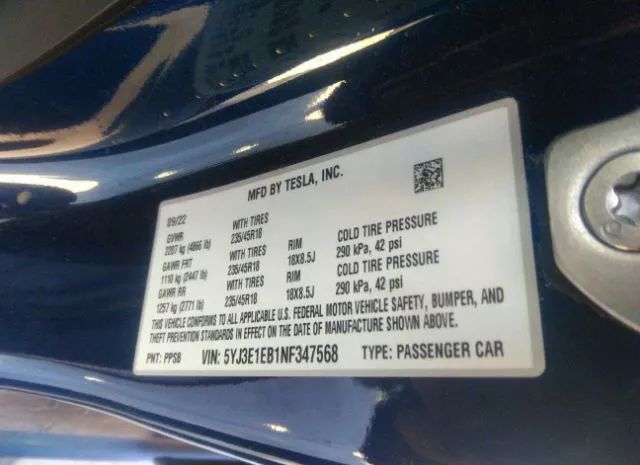 MFD BY TESLA, INC.
09/22
GVWR WITH TIRES RIM COLD TIRE PRESSURE
2207 kg (4866 lb) 235/45R18 18X8.5J 290 kPa, 42 psi
GAWR FRT WITH TIRES RIM COLD TIRE PRESSURE
1110 kg (2447 lb) 235/45R18 18X8.5J 290 kPa, 42 psi
GAWR RR WITH TIRES
1257 kg (2771 lb) 235/45R18
THIS VEHICLE CONFORMS TO ALL APPLICABLE U.S. FEDERAL MOTOR VEHICLE SAFETY, BUMPER, AND
THEFT PREVENTION STANDARDS IN EFFECT ON THE DATE OF MANUFACTURE SHOWN ABOVE.
PNT: PPSB VIN: 5YJ3E1EB1NF347568 TYPE: PASSENGER CAR